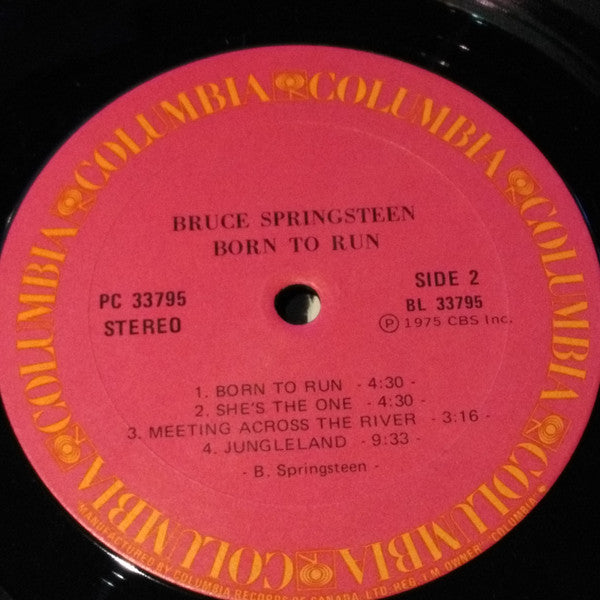 COLUMBIA COLUMBIA COLUMBIA COLUMBIA COLUMBIA COLUMBIA COLUMBIA
BRUCE SPRINGSTEEN
BORN TO RUN
PC 33795
STEREO
SIDE 2
BL 33795
Ⓟ 1975 CBS Inc.
1. BORN TO RUN - 4:30 -
2. SHE'S THE ONE - 4:30 -
3. MEETING ACROSS THE RIVER - 3:16 -
4. JUNGLELAND - 9:33 -
- B. Springsteen -
MANUFACTURED BY COLUMBIA RECORDS OF CANADA, LTD. REG. T.M. OWNER - COLUMBIA.